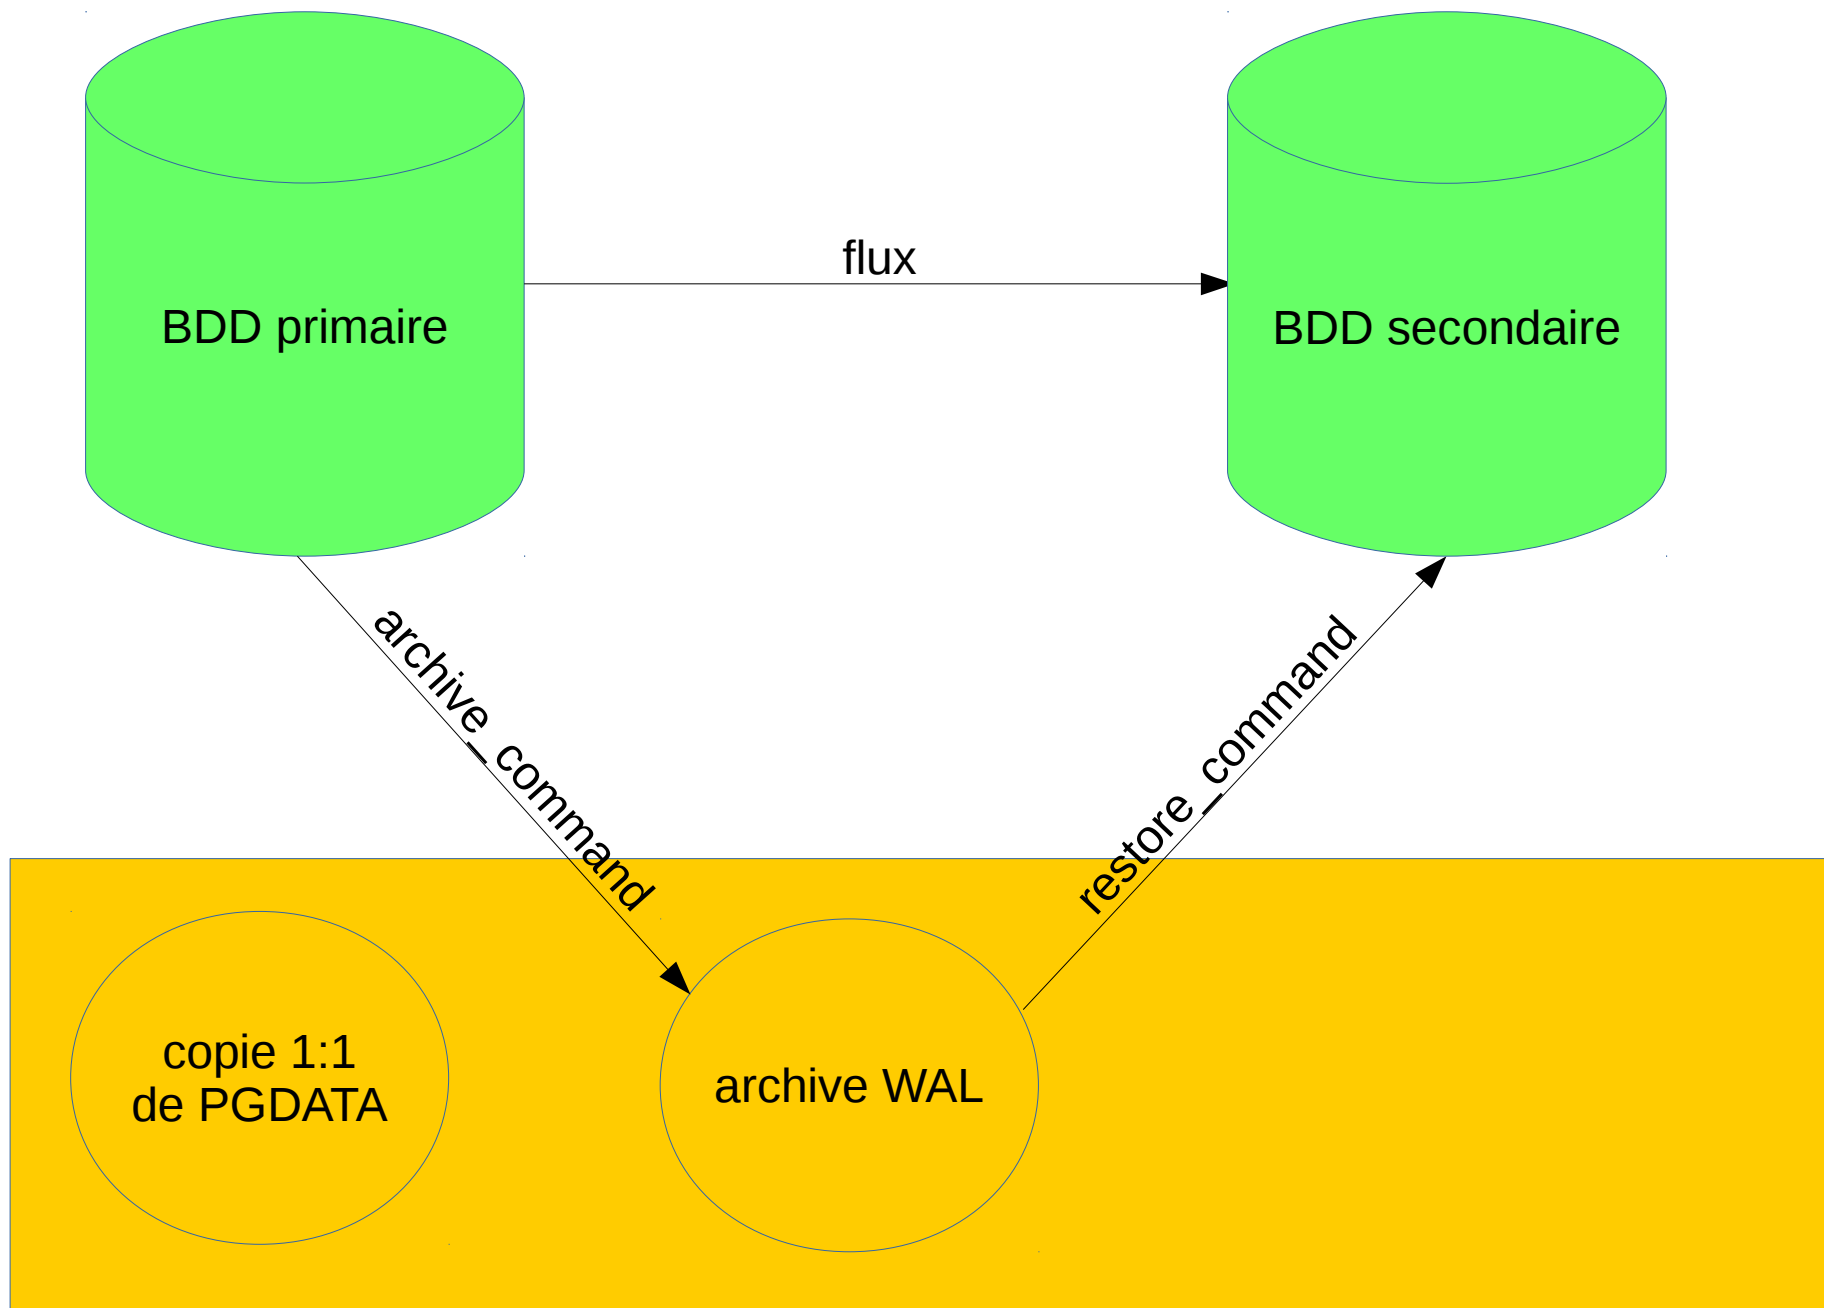 flux
BDD primaire
BDD secondaire
archive_command
restore_command
copie 1:1
de PGDATA
archive WAL